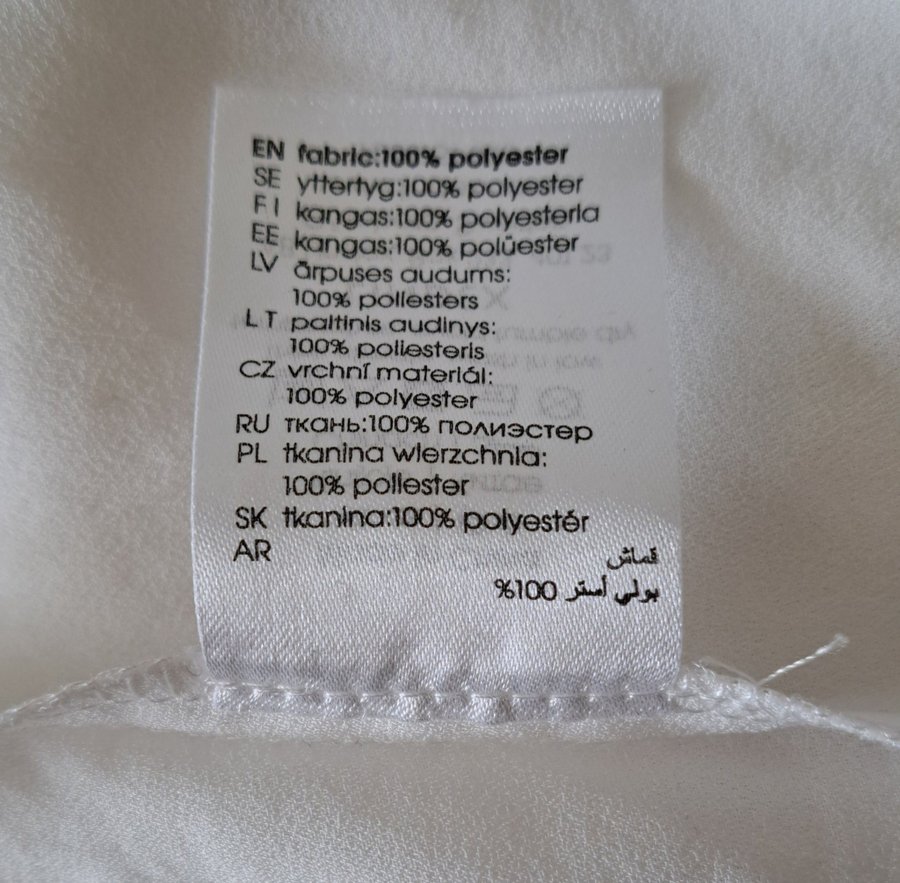 EN fabric:100% polyester
SE yttertyg:100% polyester
FI kangas:100% polyesteria
EE kangas:100% polüester
LV ārpuses audums:
100% poliesters
LT paltinis audinys:
100% poliesteris
CZ vrchní materiál:
100% polyester
RU ткань:100% полиэстер
PL tkanina wierzchnia:
100% poliester
SK tkanina:100% polyestér
AR قماش
بولي أستر 100%